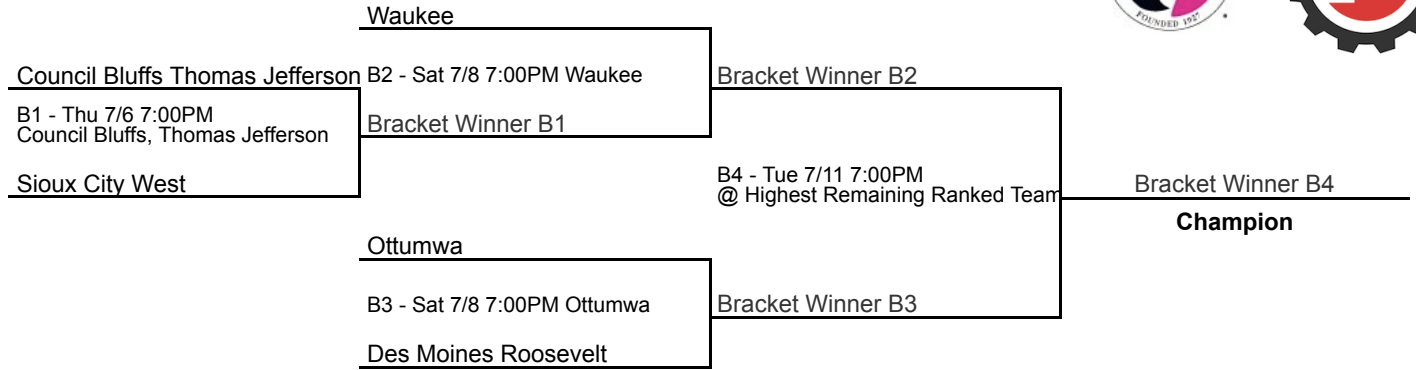 FOUNDED 1927
Waukee
Council Bluffs Thomas Jefferson
B2 - Sat 7/8 7:00PM Waukee
Bracket Winner B2
B1 - Thu 7/6 7:00PM
Council Bluffs, Thomas Jefferson
Bracket Winner B1
Sioux City West
B4 - Tue 7/11 7:00PM
@ Highest Remaining Ranked Team
Bracket Winner B4
Champion
Ottumwa
B3 - Sat 7/8 7:00PM Ottumwa
Bracket Winner B3
Des Moines Roosevelt